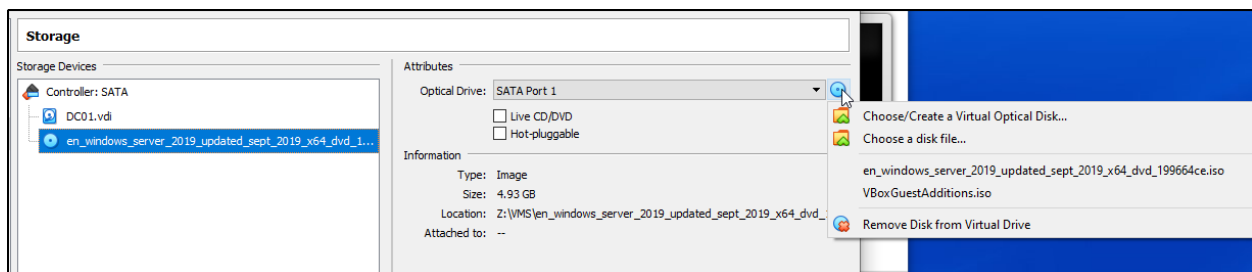 Storage
Storage Devices
Controller: SATA
DC01.vdi
en_windows_server_2019_updated_sept_2019_x64_dvd_1...
Attributes
Optical Drive: SATA Port 1
Live CD/DVD
Hot-pluggable
Information
Type: Image
Size: 4.93 GB
Location: Z:\VMS\en_windows_server_2019_updated_sept_2019_x64_dvd_
Attached to: --
Choose/Create a Virtual Optical Disk...
Choose a disk file...
en_windows_server_2019_updated_sept_2019_x64_dvd_199664ce.iso
VBoxGuestAdditions.iso
Remove Disk from Virtual Drive